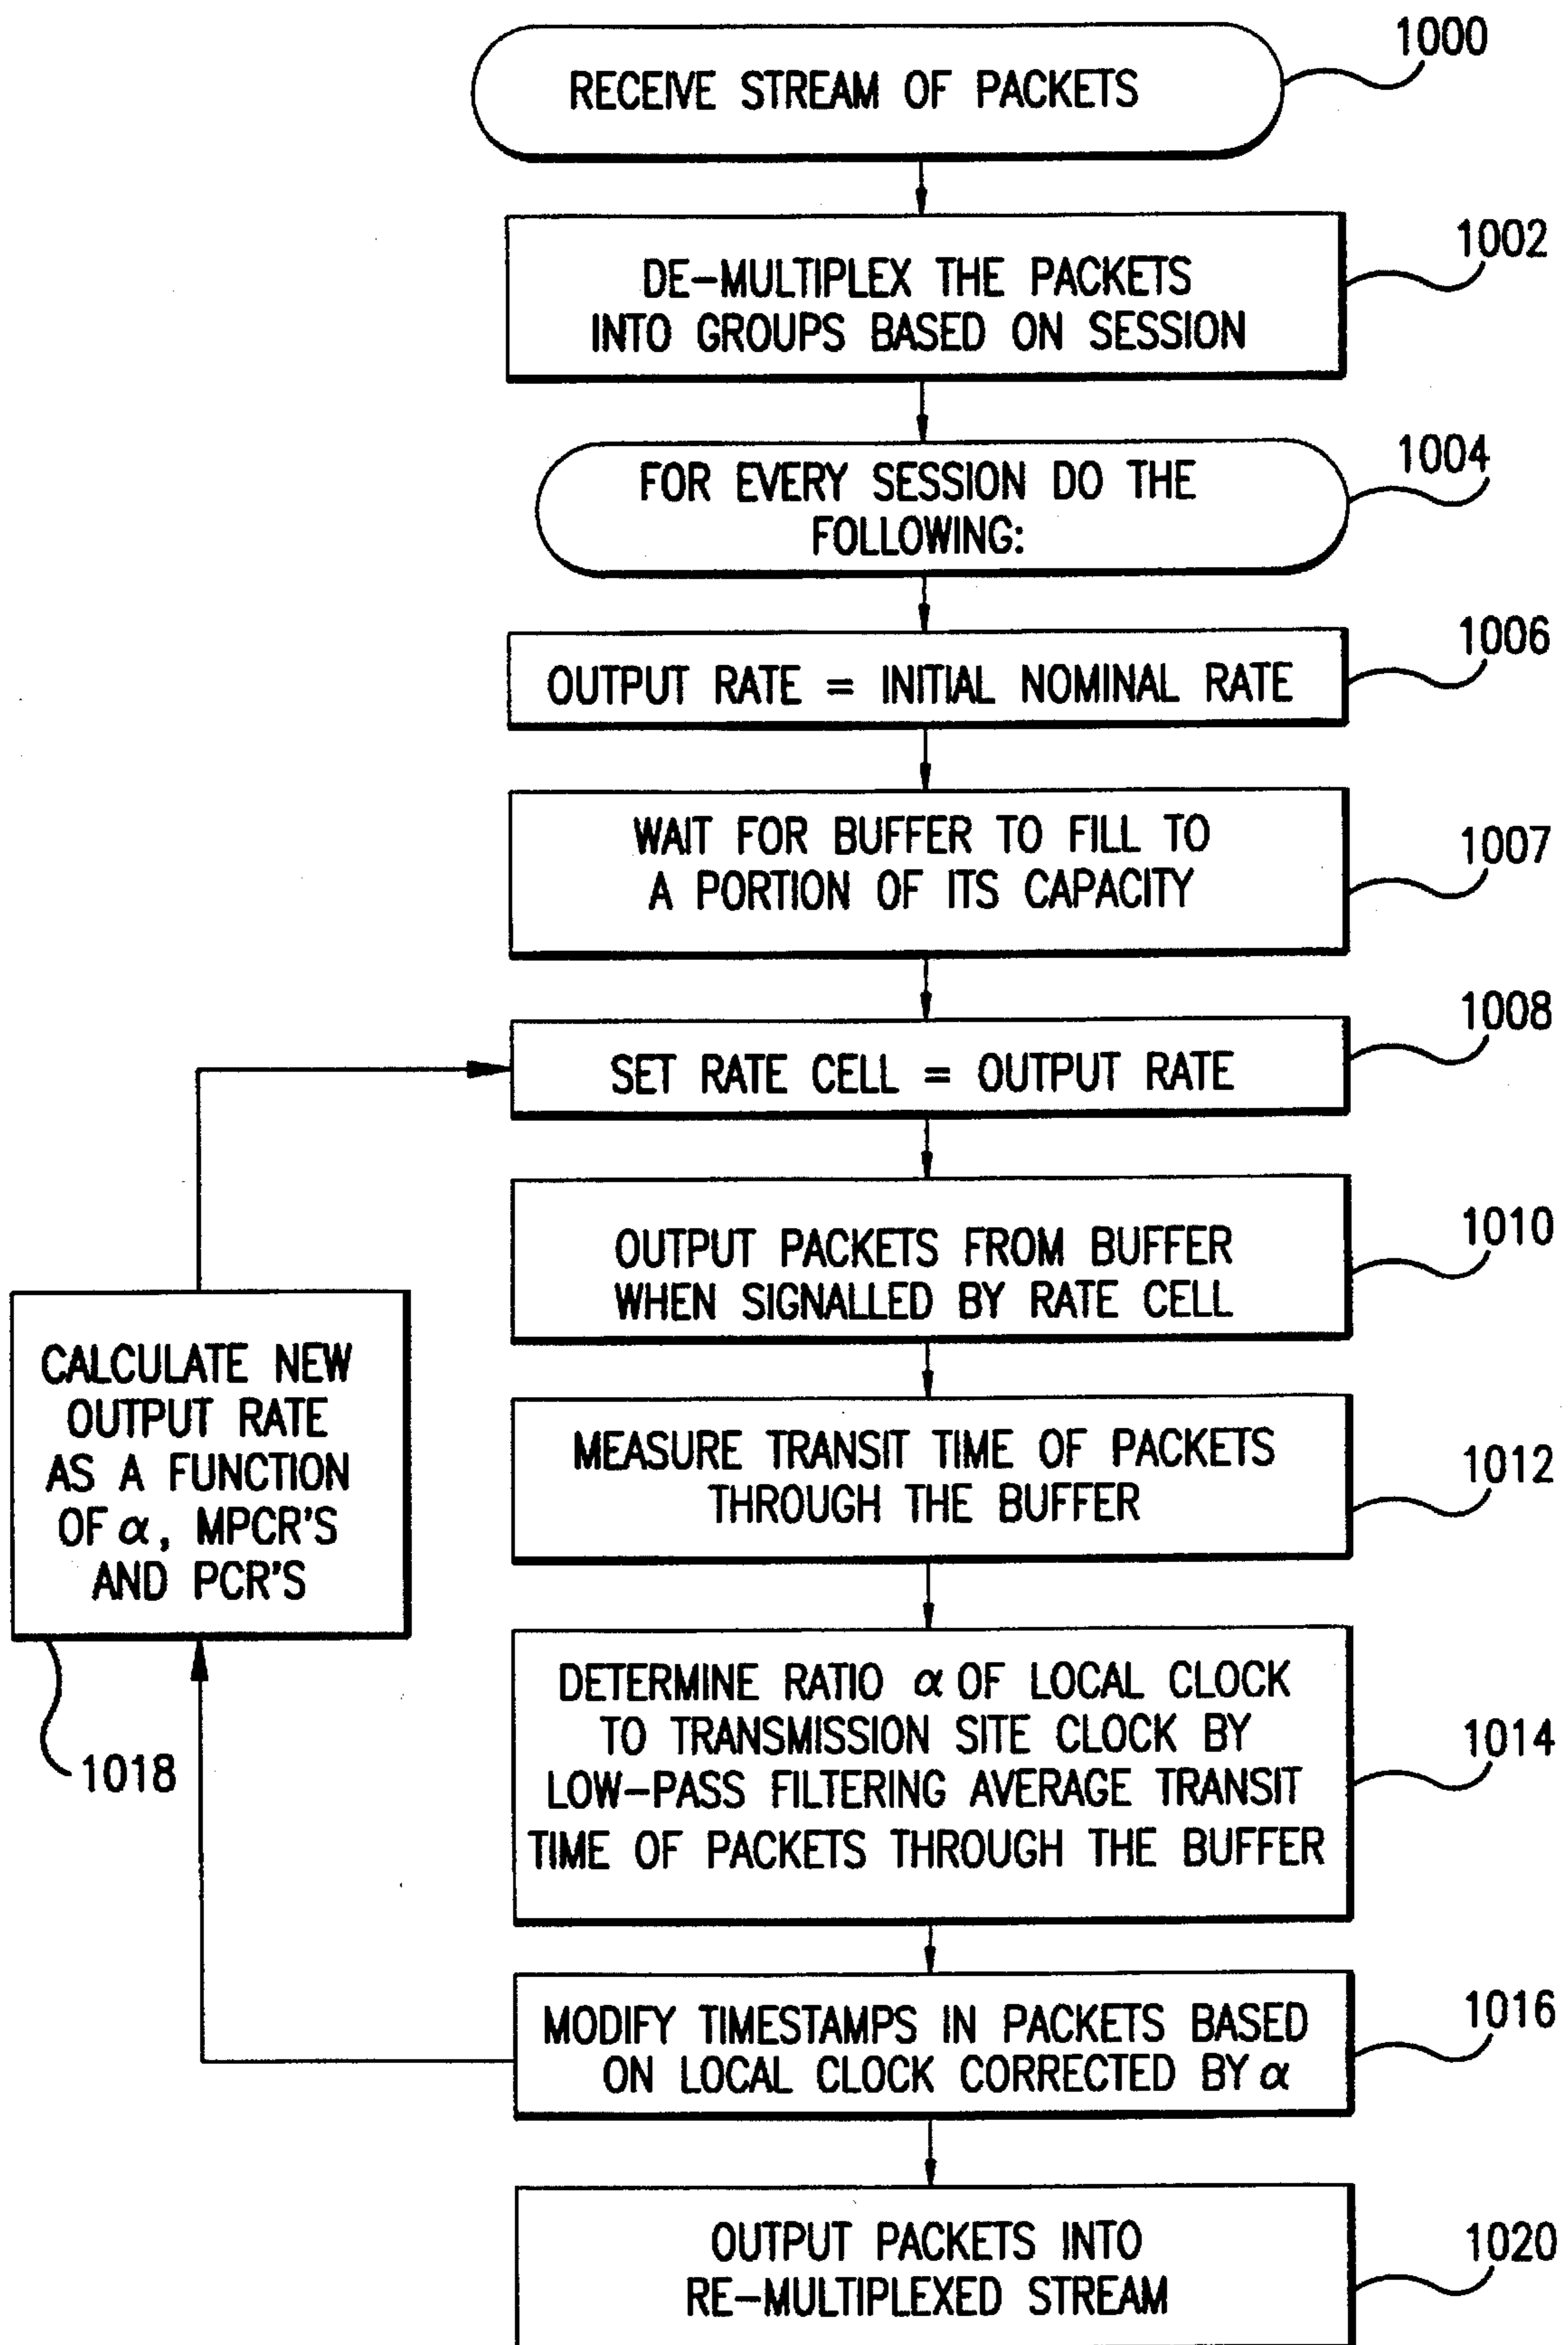 RECEIVE STREAM OF PACKETS
1000
DE-MULTIPLEX THE PACKETS
INTO GROUPS BASED ON SESSION
1002
FOR EVERY SESSION DO THE
FOLLOWING:
1004
OUTPUT RATE = INITIAL NOMINAL RATE
1006
WAIT FOR BUFFER TO FILL TO
A PORTION OF ITS CAPACITY
1007
SET RATE CELL = OUTPUT RATE
1008
OUTPUT PACKETS FROM BUFFER
WHEN SIGNALLED BY RATE CELL
1010
MEASURE TRANSIT TIME OF PACKETS
THROUGH THE BUFFER
1012
DETERMINE RATIO α OF LOCAL CLOCK
TO TRANSMISSION SITE CLOCK BY
LOW-PASS FILTERING AVERAGE TRANSIT
TIME OF PACKETS THROUGH THE BUFFER
1014
MODIFY TIMESTAMPS IN PACKETS BASED
ON LOCAL CLOCK CORRECTED BY α
1016
CALCULATE NEW
OUTPUT RATE
AS A FUNCTION
OF α, MPCR'S
AND PCR'S
1018
OUTPUT PACKETS INTO
RE-MULTIPLEXED STREAM
1020